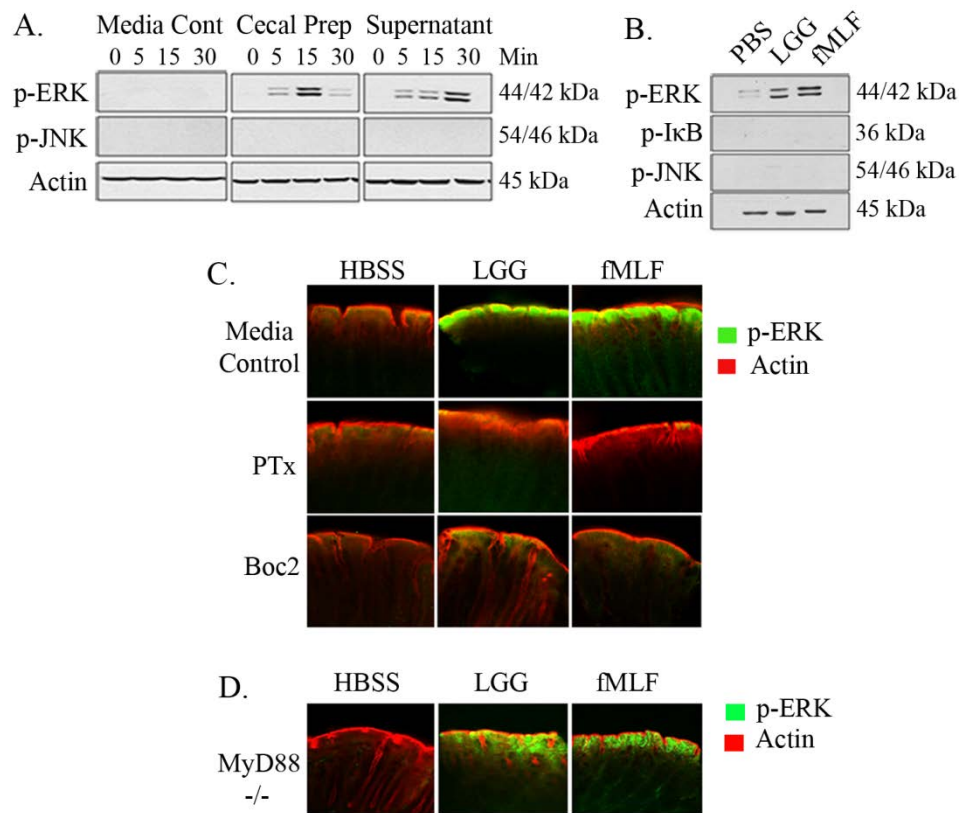 A.
Media Cont Cecal Prep Supernatant
0 5 15 30 0 5 15 30 0 5 15 30 Min
p-ERK 44/42 kDa
p-JNK 54/46 kDa
Actin 45 kDa
B.
PBS LGG fMLF
p-ERK 44/42 kDa
p-IκB 36 kDa
p-JNK 54/46 kDa
Actin 45 kDa
C.
HBSS LGG fMLF
Media
Control
p-ERK
Actin
PTx
Boc2
D.
HBSS LGG fMLF
p-ERK
Actin
MyD88
-/-